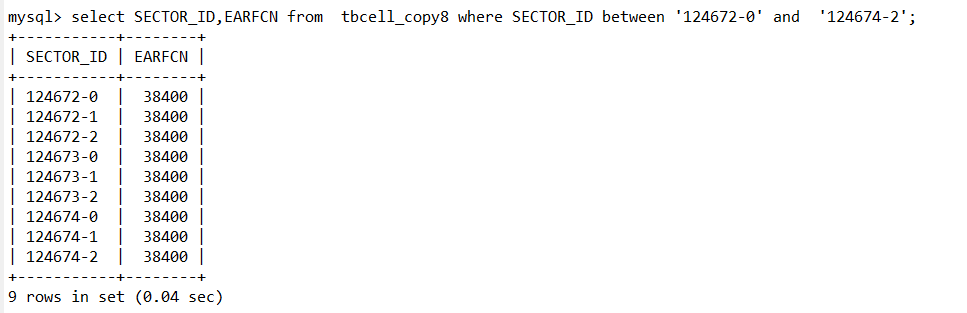 mysql> select SECTOR_ID,EARFCN from  tbcell_copy8 where SECTOR_ID between '124672-0' and  '124674-2';
+-----------+--------+
| SECTOR_ID | EARFCN |
+-----------+--------+
| 124672-0  |  38400 |
| 124672-1  |  38400 |
| 124672-2  |  38400 |
| 124673-0  |  38400 |
| 124673-1  |  38400 |
| 124673-2  |  38400 |
| 124674-0  |  38400 |
| 124674-1  |  38400 |
| 124674-2  |  38400 |
+-----------+--------+
9 rows in set (0.04 sec)